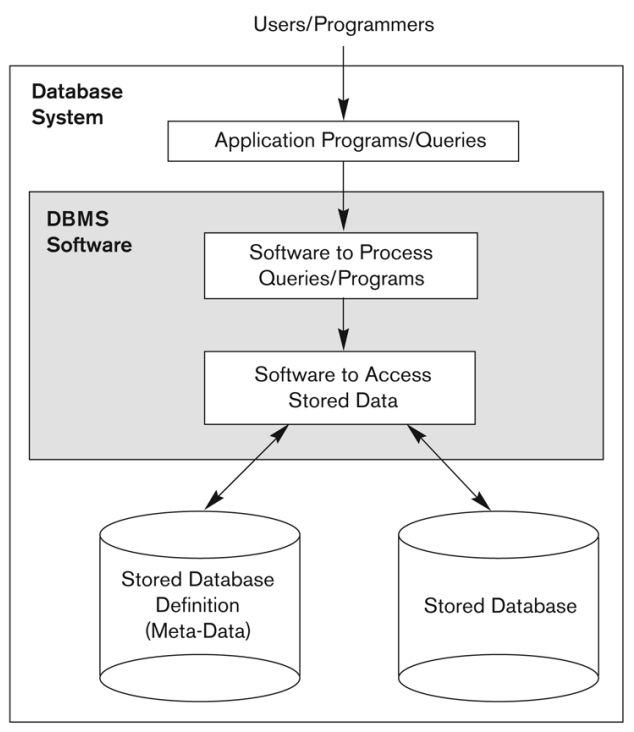 Users/Programmers
Database
System
Application Programs/Queries
DBMS
Software
Software to Process
Queries/Programs
Software to Access
Stored Data
Stored Database
Definition
(Meta-Data)
Stored Database